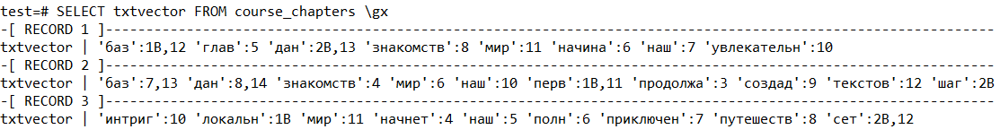 test=# SELECT txtvector FROM course_chapters \gx
-[ RECORD 1 ]--------------------------------------------------------------------------------------------------------------------------
txtvector | 'баз':1B,12 'глав':5 'дан':2B,13 'знакомств':8 'мир':11 'начина':6 'наш':7 'увлекательн':10
-[ RECORD 2 ]--------------------------------------------------------------------------------------------------------------------------
txtvector | 'баз':7,13 'дан':8,14 'знакомств':4 'мир':6 'наш':10 'перв':1B,11 'продолжа':3 'создад':9 'текстов':12 'шаг':2B
-[ RECORD 3 ]--------------------------------------------------------------------------------------------------------------------------
txtvector | 'интриг':10 'локальн':1B 'мир':11 'начнет':4 'наш':5 'полн':6 'приключен':7 'путешеств':8 'сет':2B,12